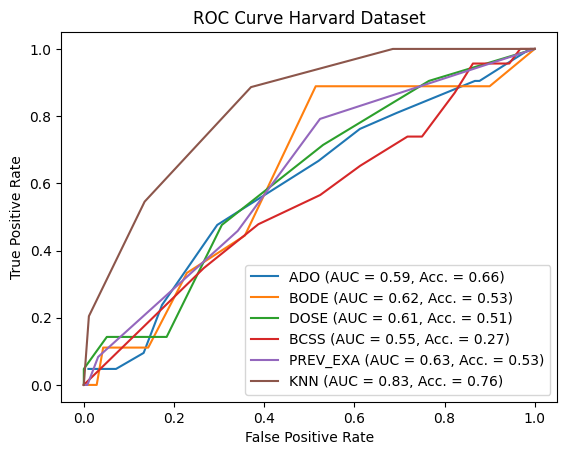 ROC Curve Harvard Dataset
True Positive Rate
1.0
0.8
0.6
0.4
0.2
0.0
ADO (AUC = 0.59, Acc. = 0.66)
BODE (AUC = 0.62, Acc. = 0.53)
DOSE (AUC = 0.61, Acc. = 0.51)
BCSS (AUC = 0.55, Acc. = 0.27)
PREV_EXA (AUC = 0.63, Acc. = 0.53)
KNN (AUC = 0.83, Acc. = 0.76)
0.0 0.2 0.4 0.6 0.8 1.0
False Positive Rate